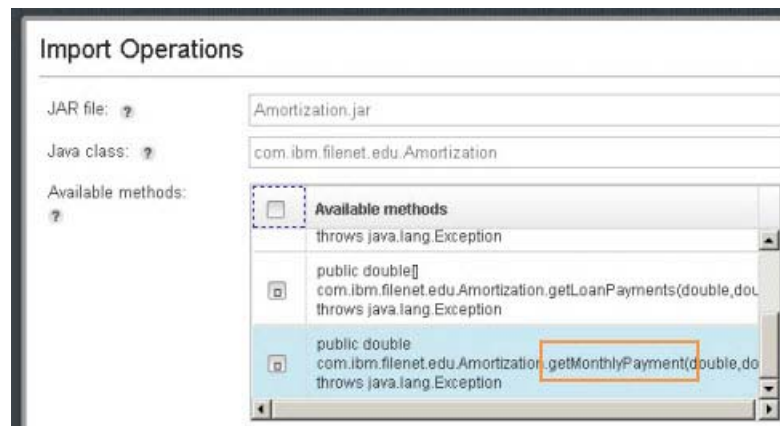 Import Operations
JAR file: ?
Amortization.jar
Java class: ?
com.ibm.filenet.edu.Amortization
Available methods:
?
Available methods
throws java.lang.Exception
public double[]
com.ibm.filenet.edu.Amortization.getLoanPayments(double,dou
throws java.lang.Exception
public double
com.ibm.filenet.edu.Amortization.getMonthlyPayment(double,do
throws java.lang.Exception